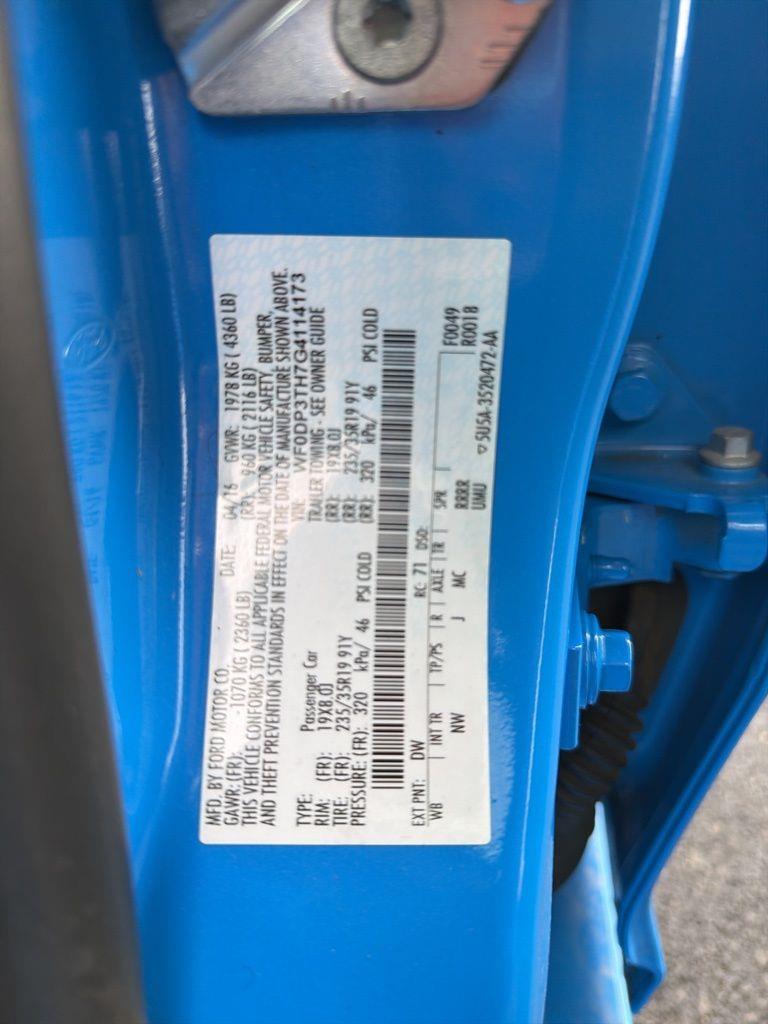 MFD. BY FORD MOTOR CO.
DATE: 04/16 GVWR: 1978 KG ( 4360 LB)
GAWR: (FR): -1070 KG ( 2360 LB) (RR): 960 KG ( 2116 LB)
THIS VEHICLE CONFORMS TO ALL APPLICABLE FEDERAL MOTOR VEHICLE SAFETY, BUMPER,
AND THEFT PREVENTION STANDARDS IN EFFECT ON THE DATE OF MANUFACTURE SHOWN ABOVE.
VIN: WF0DP3TH7G4114173
TYPE: Passenger Car TRAILER TOWING - SEE OWNER GUIDE
RIM: (FR): 19X8.0J (RR): 19X8.0J
TIRE: (FR): 235/35R19 91Y (RR): 235/35R19 91Y
PRESSURE: (FR): 320 kPa/ 46 PSI COLD (RR): 320 kPa/ 46 PSI COLD
EXT PNT: DW RC: 71 DSO: F0049
WB INT TR TP/PS R AXLE TR SPR R0018
NW J MC RRRR
UMIU
▽5U5A-3520472-AA